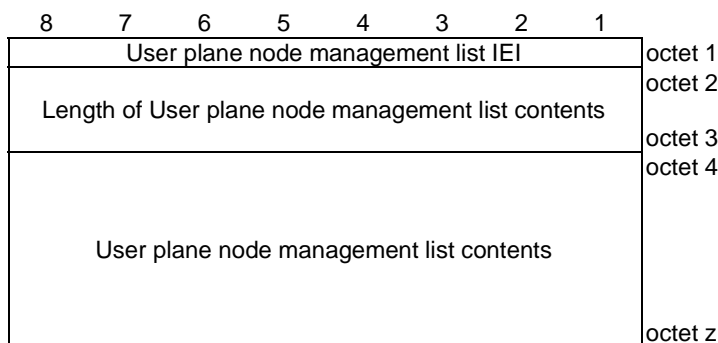 8 7 6 5 4 3 2 1
User plane node management list IEI octet 1
octet 2
Length of User plane node management list contents
octet 3
octet 4
User plane node management list contents
octet z